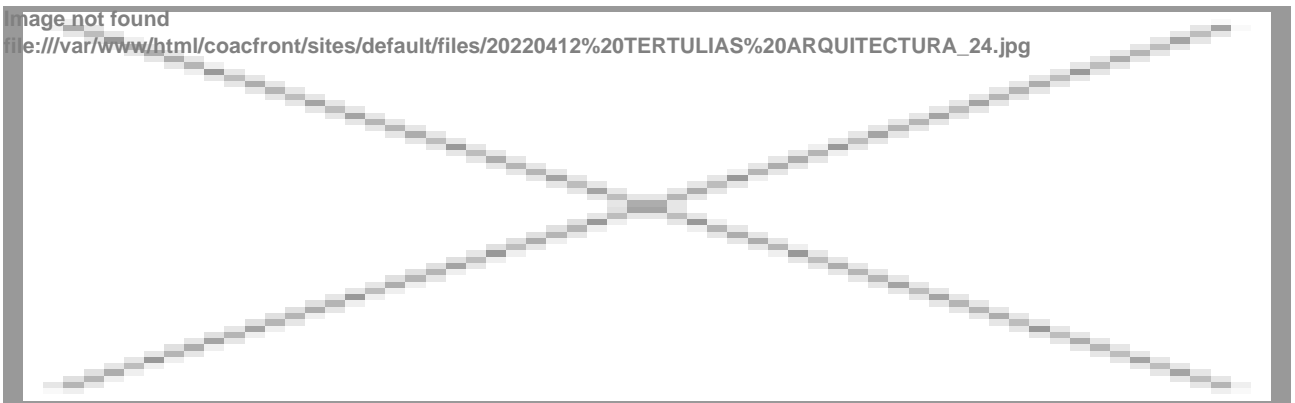 Image not found
file:///var/www/html/coacfront/sites/default/files/20220412%20TERTULIAS%20ARQUITECTURA_24.jpg